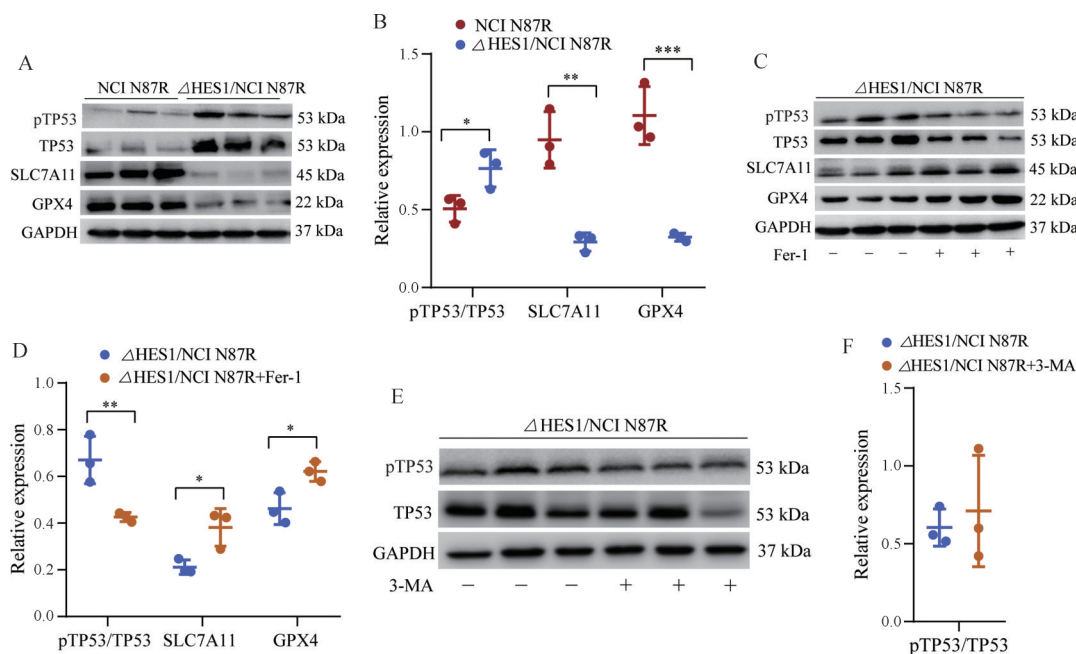 A
NCI N87R △HES1/NCI N87R
pTP53 53 kDa
TP53 53 kDa
SLC7A11 45 kDa
GPX4 22 kDa
GAPDH 37 kDa
B
NCI N87R
△HES1/NCI N87R
Relative expression
1.5
1.0
0.5
0.0
* ** ***
pTP53/TP53 SLC7A11 GPX4
C
△HES1/NCI N87R
pTP53 53 kDa
TP53 53 kDa
SLC7A11 45 kDa
GPX4 22 kDa
GAPDH 37 kDa
Fer-1 − − − + + +
D
△HES1/NCI N87R
△HES1/NCI N87R+Fer-1
Relative expression
1.0
0.8
0.6
0.4
0.2
0.0
** * *
pTP53/TP53 SLC7A11 GPX4
E
△HES1/NCI N87R
pTP53 53 kDa
TP53 53 kDa
GAPDH 37 kDa
3-MA − − − + + +
F
△HES1/NCI N87R
△HES1/NCI N87R+3-MA
Relative expression
1.5
1.0
0.5
0.0
pTP53/TP53